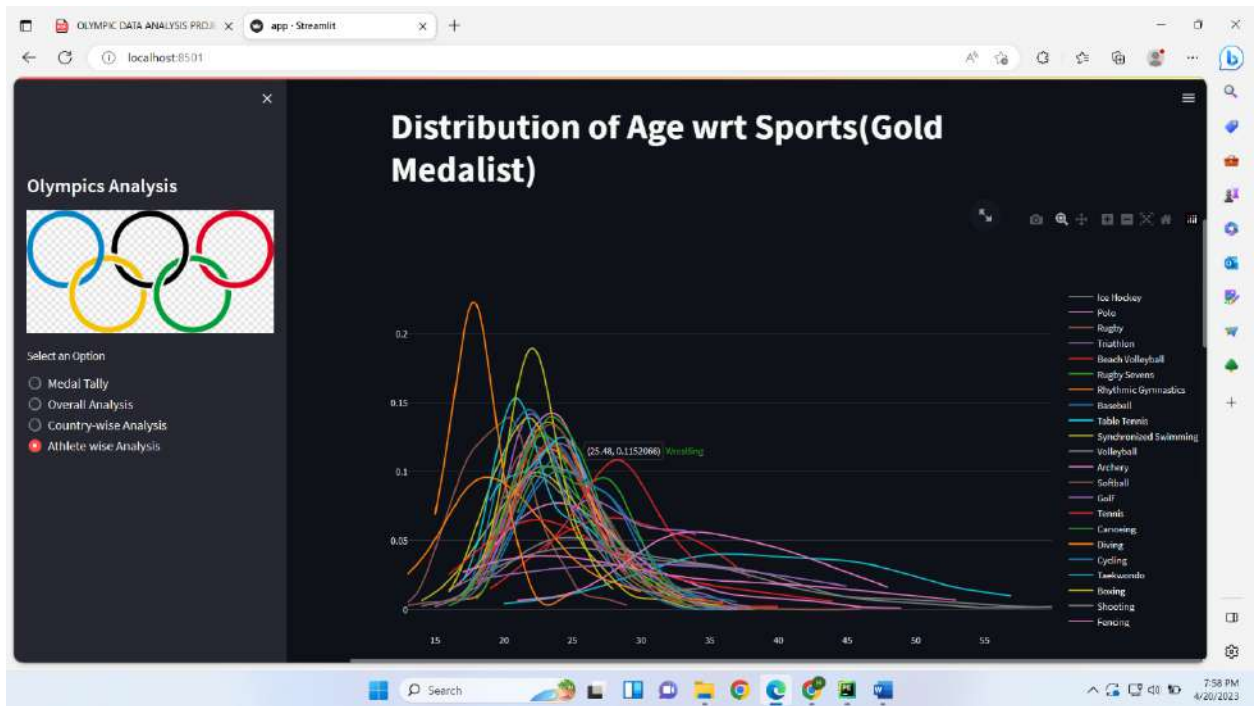 OLYMPIC DATA ANALYSIS PROJ
app · Streamlit
localhost:8501
Distribution of Age wrt Sports(Gold
Medalist)
Olympics Analysis
Select an Option
Medal Tally
Overall Analysis
Country-wise Analysis
Athlete wise Analysis
0.2
0.15
0.1
0.05
0
(25.48, 0.1152066) Wrestling
15 20 25 30 35 40 45 50 55
Ice Hockey
Polo
Rugby
Triathlon
Beach Volleyball
Rugby Sevens
Rhythmic Gymnastics
Baseball
Table Tennis
Synchronized Swimming
Volleyball
Archery
Softball
Golf
Tennis
Canoeing
Diving
Cycling
Taekwondo
Boxing
Shooting
Fencing
Search
7:58 PM
4/20/2023